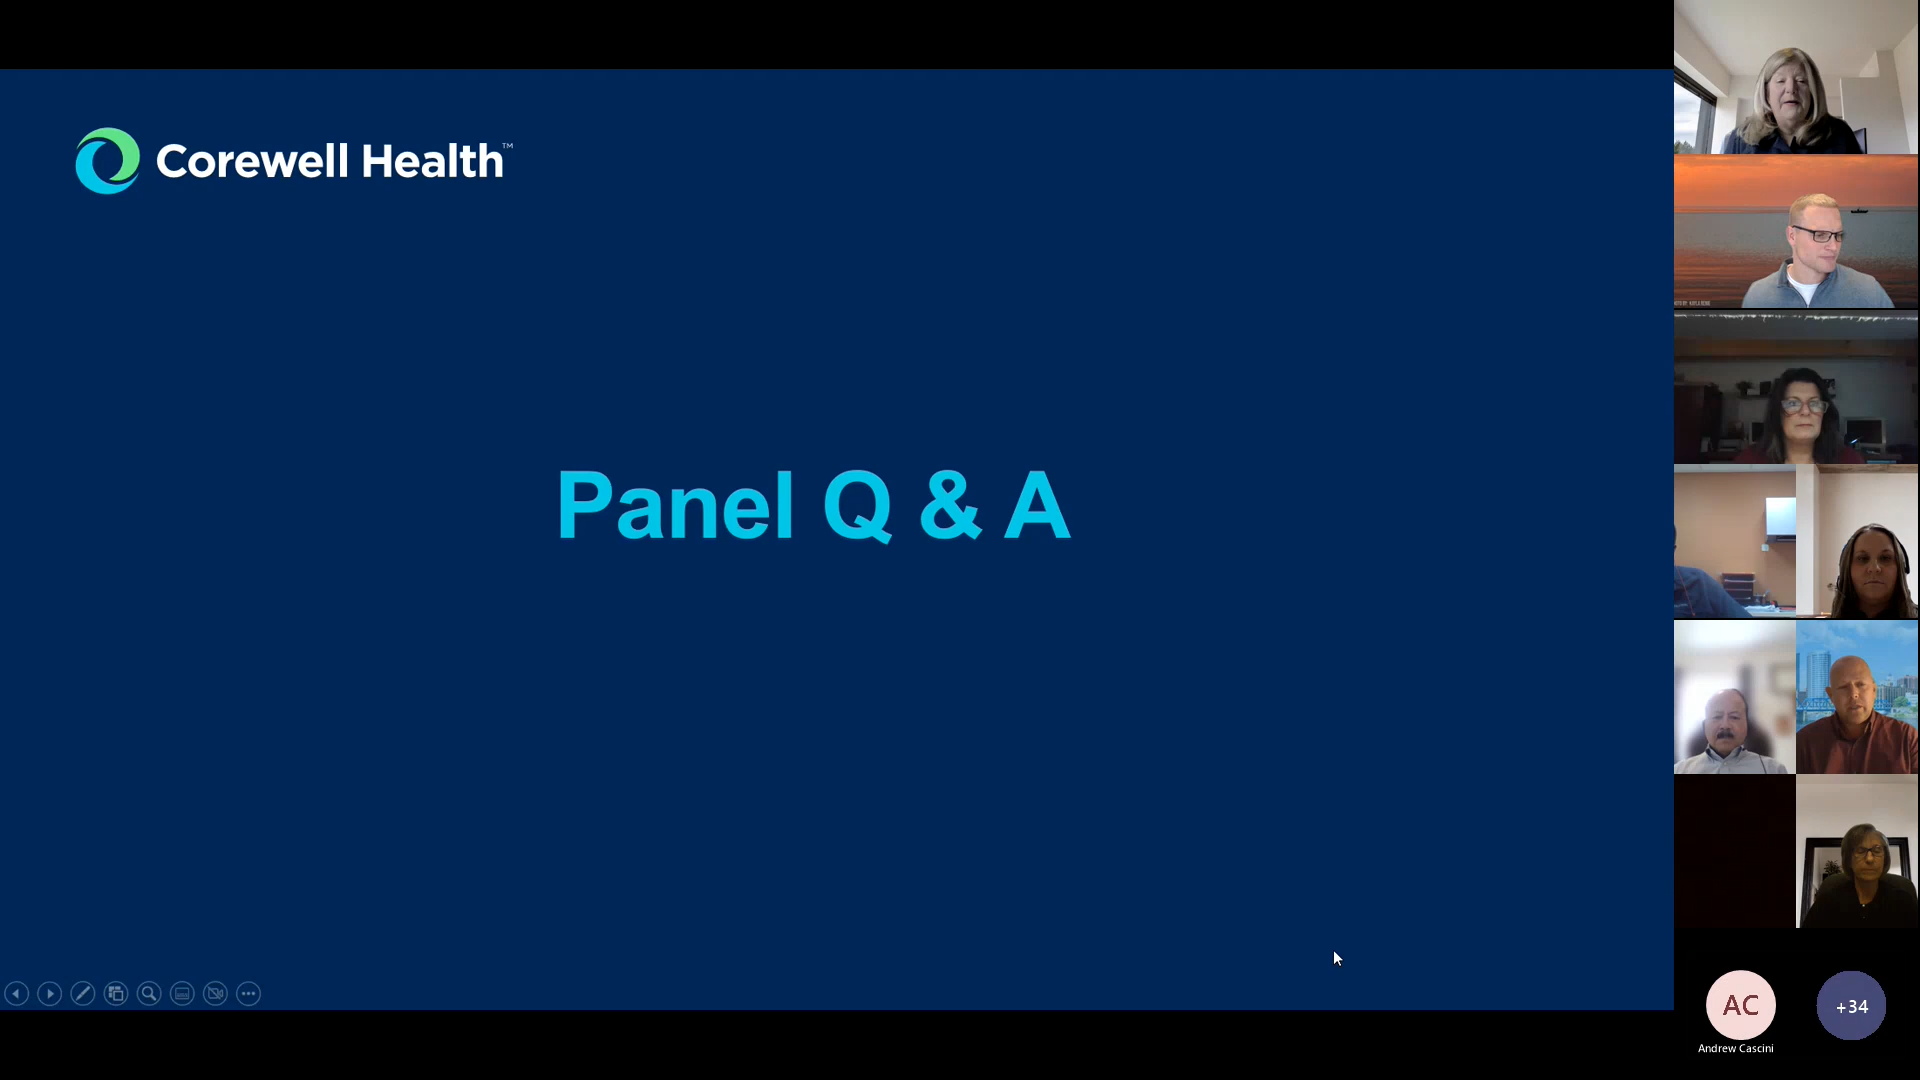 Corewell Health™
Panel Q & A
AC
Andrew Cascini
+34